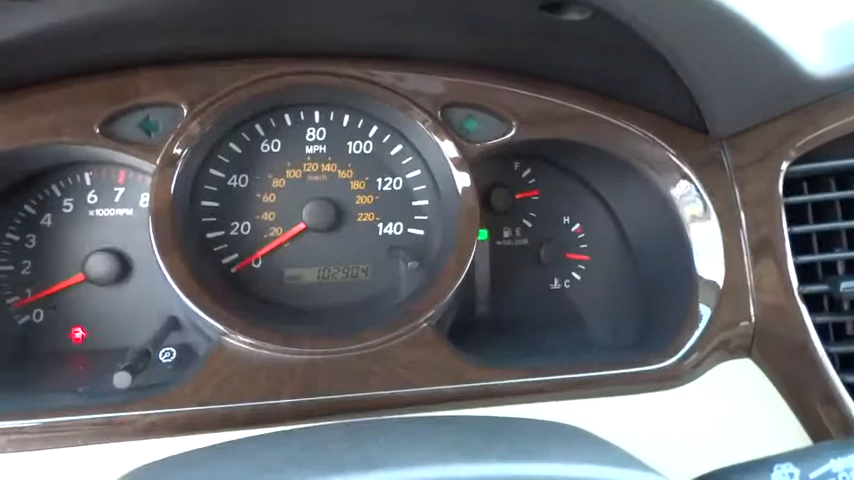 0 2 3 4 5 6 7 8
x1000RPM
0 20 40 60 80 100 120 140
MPH
20 40 60 80 100 120 140 160 180 200 220
km/h
102904
F
E
H
C